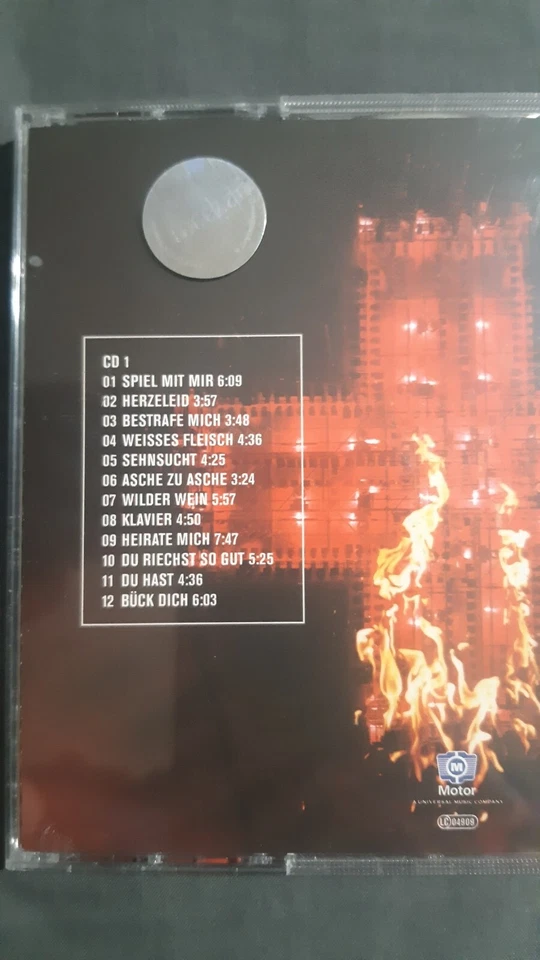 CD 1
01 SPIEL MIT MIR 6:09
02 HERZELEID 3:57
03 BESTRAFE MICH 3:48
04 WEISSES FLEISCH 4:36
05 SEHNSUCHT 4:25
06 ASCHE ZU ASCHE 3:24
07 WILDER WEIN 5:57
08 KLAVIER 4:50
09 HEIRATE MICH 7:47
10 DU RIECHST SO GUT 5:25
11 DU HAST 4:36
12 BÜCK DICH 6:03
M
Motor
A UNIVERSAL MUSIC COMPANY
LC 04909